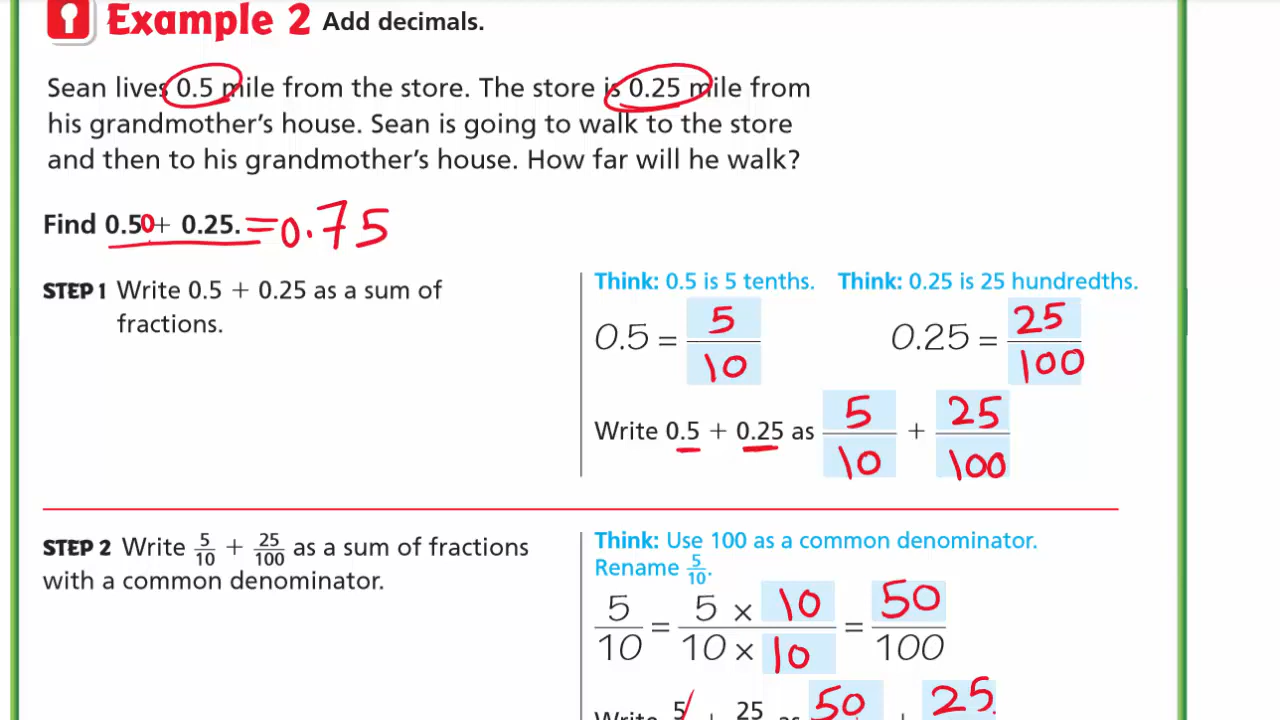 Example 2 Add decimals.
Sean lives 0.5 mile from the store. The store is 0.25 mile from
his grandmother's house. Sean is going to walk to the store
and then to his grandmother's house. How far will he walk?
Find 0.50 + 0.25. = 0.75
STEP 1 Write 0.5 + 0.25 as a sum of
fractions.
Think: 0.5 is 5 tenths. Think: 0.25 is 25 hundredths.
0.5 = 5/10 0.25 = 25/100
Write 0.5 + 0.25 as 5/10 + 25/100
STEP 2 Write 5/10 + 25/100 as a sum of fractions
with a common denominator.
Think: Use 100 as a common denominator.
Rename 5/10.
5/10 = 5 × 10/10 × 10 = 50/100
Write 5 + 25 as 50 + 25